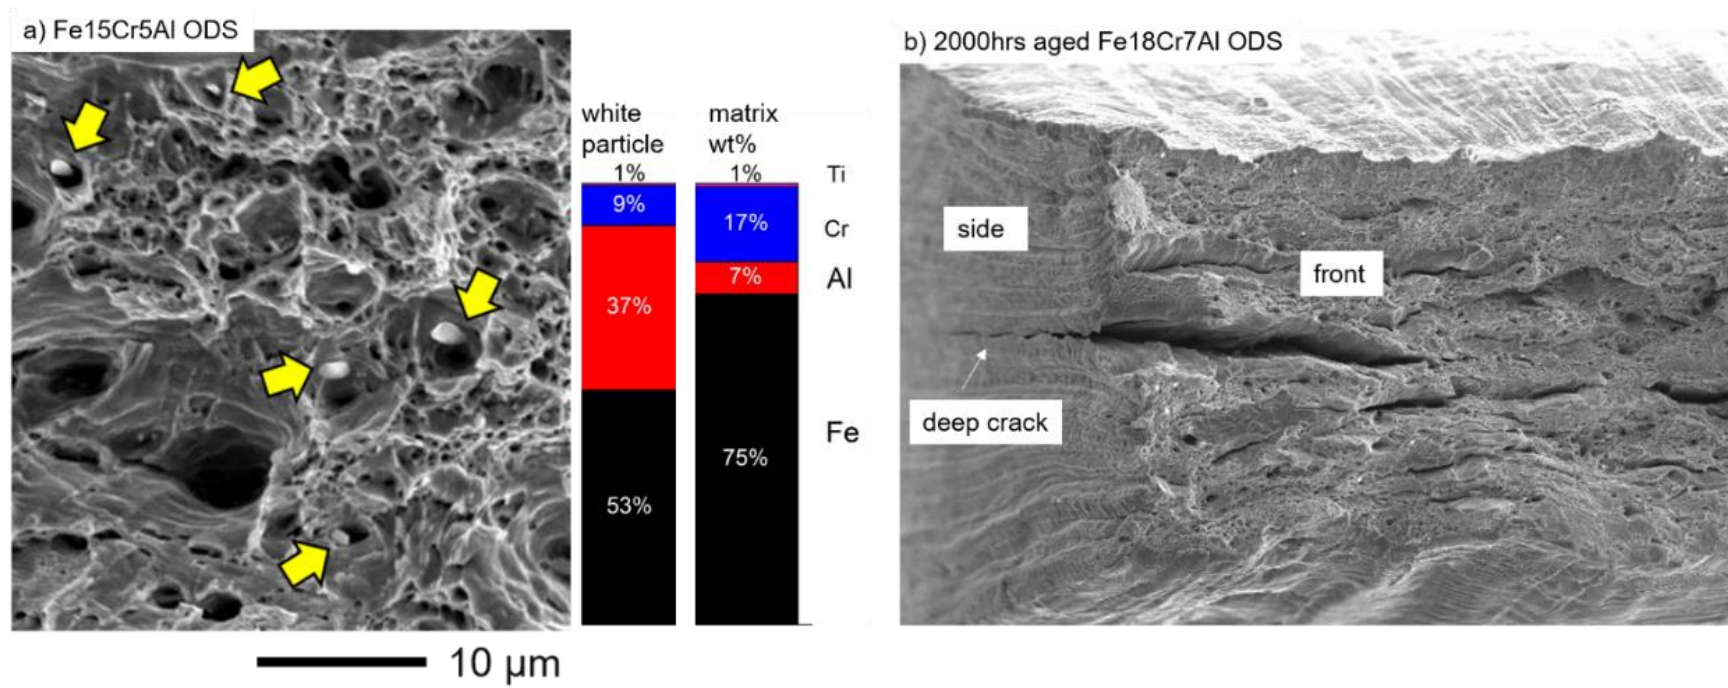 a) Fe15Cr5Al ODS
white
particle
matrix
wt%
1%
1%
Ti
9%
17%
Cr
7%
Al
37%
75%
Fe
53%
10 µm
b) 2000hrs aged Fe18Cr7Al ODS
side
front
deep crack